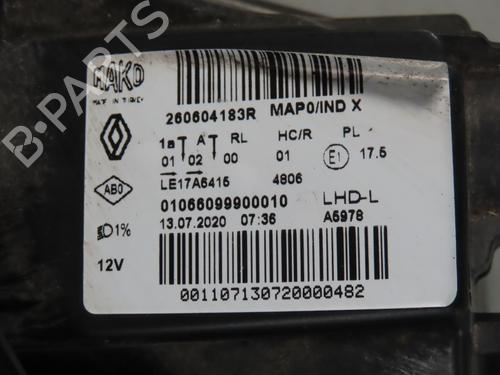 B-PARTS
MAKO
MADE IN TURKEY
260604183R MAP0/IND X
1a A RL HC/R PL
01 02 00 01 E1 17.5
LE17A6415 4806
ABO
01066099900010 LHD-L
13.07.2020 07:36 A5978
1%
12V
001107130720000482